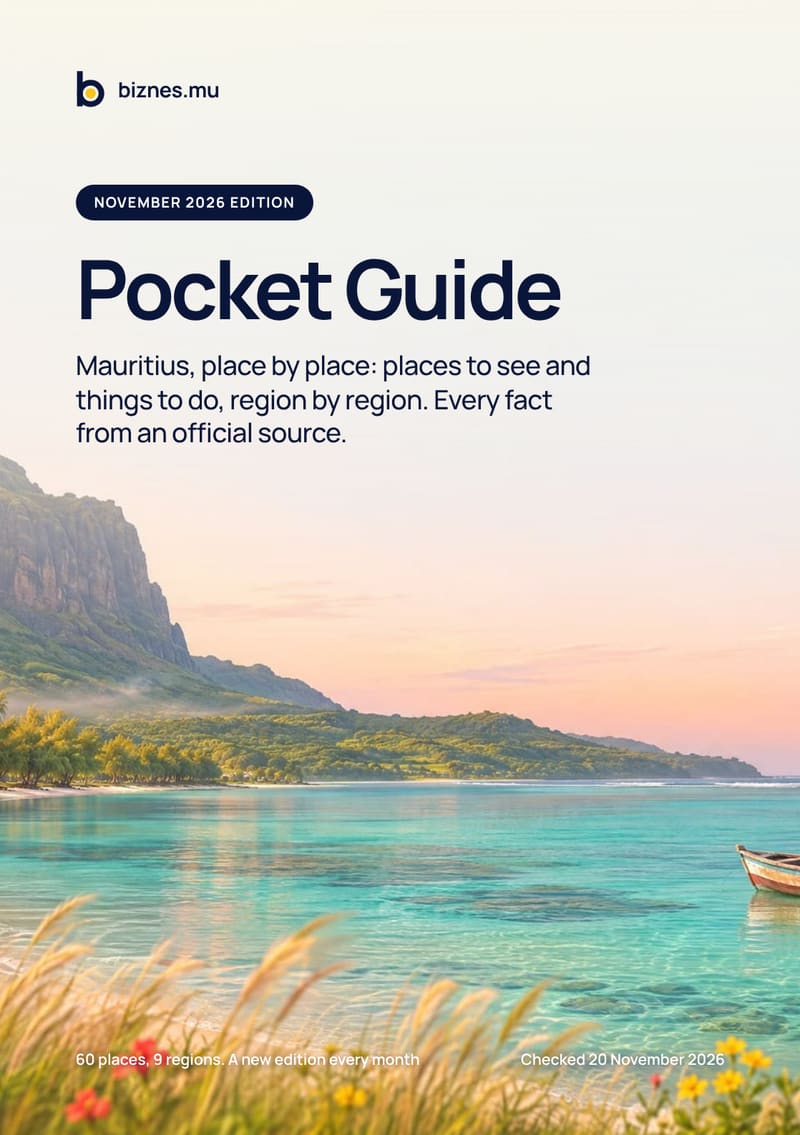 biznes.mu
NOVEMBER 2026 EDITION
Pocket Guide
Mauritius, place by place: places to see and
things to do, region by region. Every fact
from an official source.
60 places, 9 regions. A new edition every month
Checked 20 November 2026